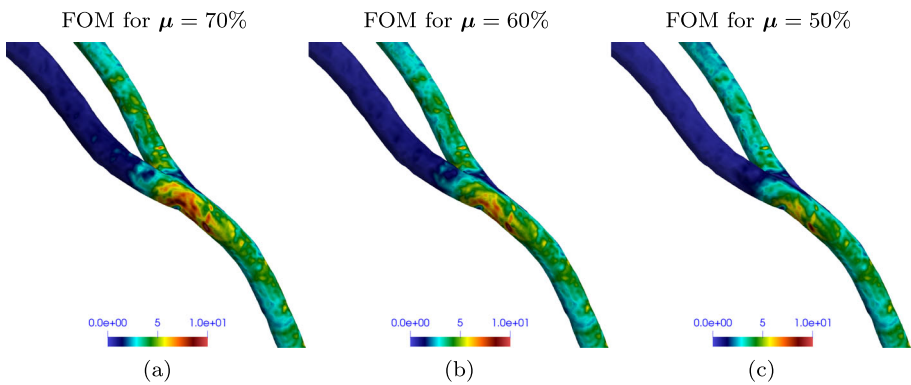 FOM for μ = 70% FOM for μ = 60% FOM for μ = 50%
0.0e+00 5 1.0e+01 0.0e+00 5 1.0e+01 0.0e+00 5 1.0e+01
(a) (b) (c)